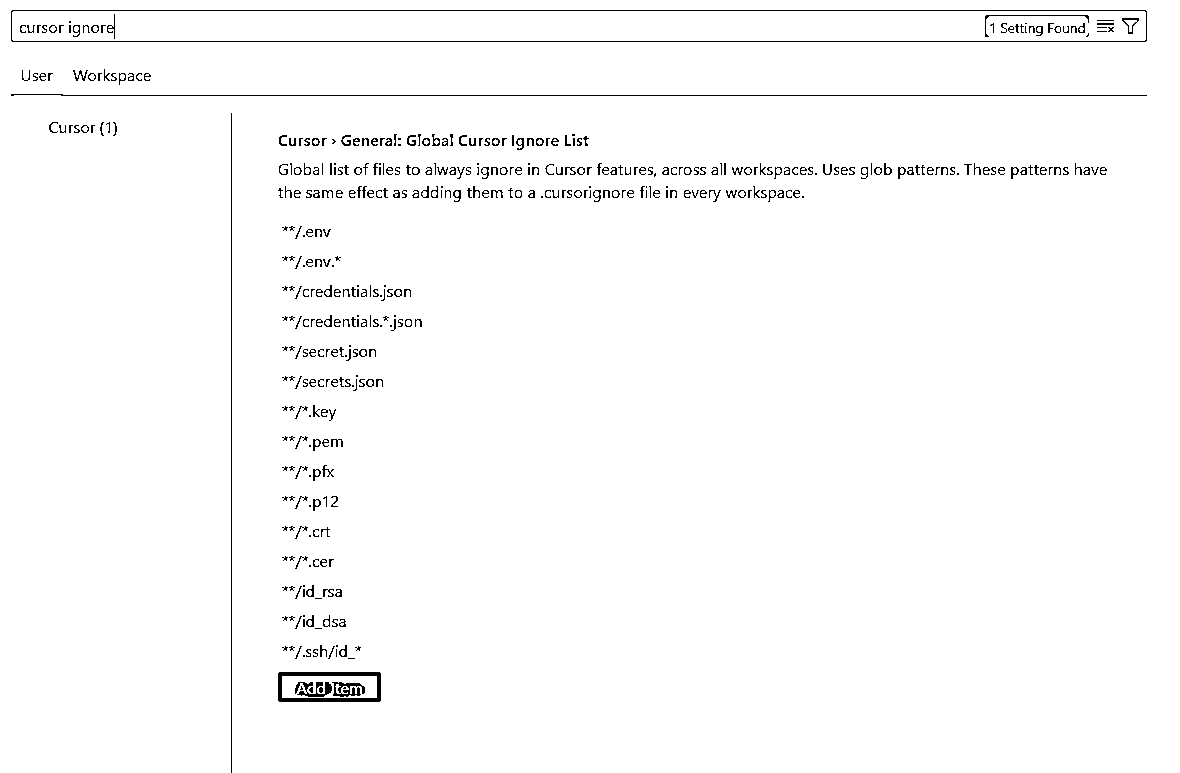 cursor ignore
1 Setting Found
User Workspace
Cursor (1)
Cursor › General: Global Cursor Ignore List
Global list of files to always ignore in Cursor features, across all workspaces. Uses glob patterns. These patterns have
the same effect as adding them to a .cursorignore file in every workspace.
**/.env
**/.env.*
**/credentials.json
**/credentials.*.json
**/secret.json
**/secrets.json
**/*.key
**/*.pem
**/*.pfx
**/*.p12
**/*.crt
**/*.cer
**/id_rsa
**/id_dsa
**/.ssh/id_*
Add Item